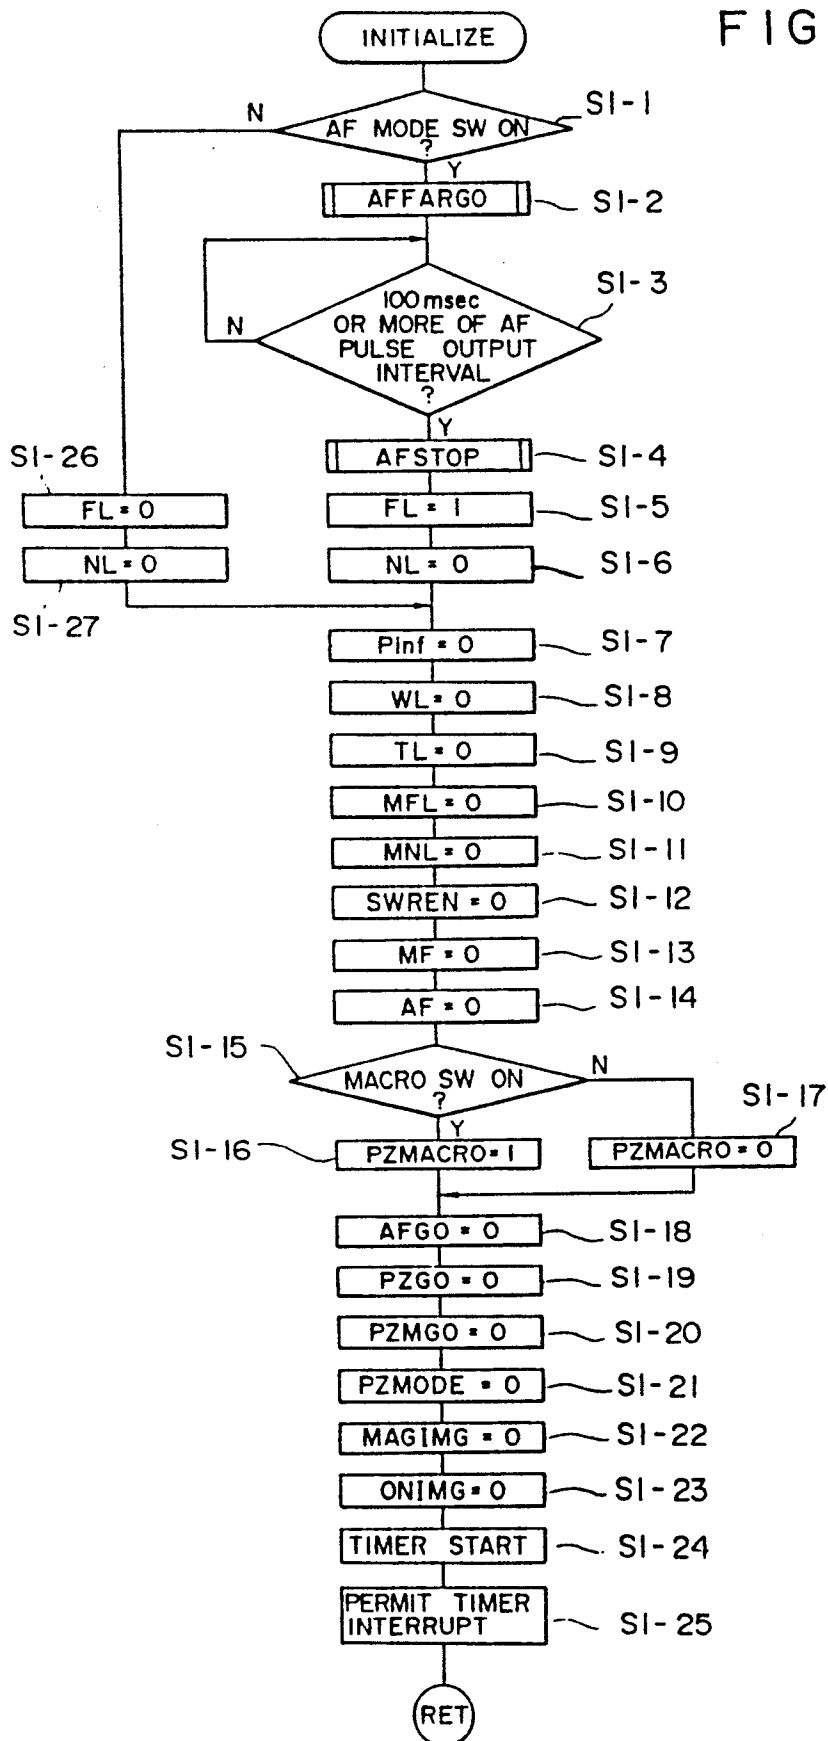 FIG
INITIALIZE
S1-1
N
AF MODE SW ON
?
Y
AFFARGO
S1-2
S1-3
100msec
OR MORE OF AF
PULSE OUTPUT
INTERVAL
?
N
Y
AFSTOP
S1-4
S1-26
FL = 0
FL = 1
S1-5
NL = 0
NL = 0
S1-6
S1-27
PInf = 0
S1-7
WL = 0
S1-8
TL = 0
S1-9
MFL = 0
S1-10
MNL = 0
S1-11
SWREN = 0
S1-12
MF = 0
S1-13
AF = 0
S1-14
S1-15
MACRO SW ON
?
N
Y
S1-17
S1-16
PZMACRO=1
PZMACRO=0
AFGO = 0
S1-18
PZGO = 0
S1-19
PZMGO = 0
S1-20
PZMODE = 0
S1-21
MAGIMG = 0
S1-22
ONIMG = 0
S1-23
TIMER START
S1-24
PERMIT TIMER
INTERRUPT
S1-25
RET